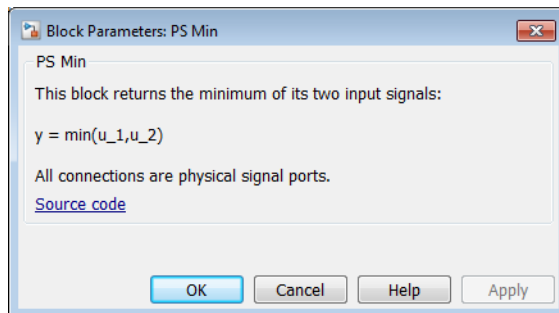 Block Parameters: PS Min
PS Min
This block returns the minimum of its two input signals:
y = min(u_1,u_2)
All connections are physical signal ports.
Source code
OK Cancel Help Apply